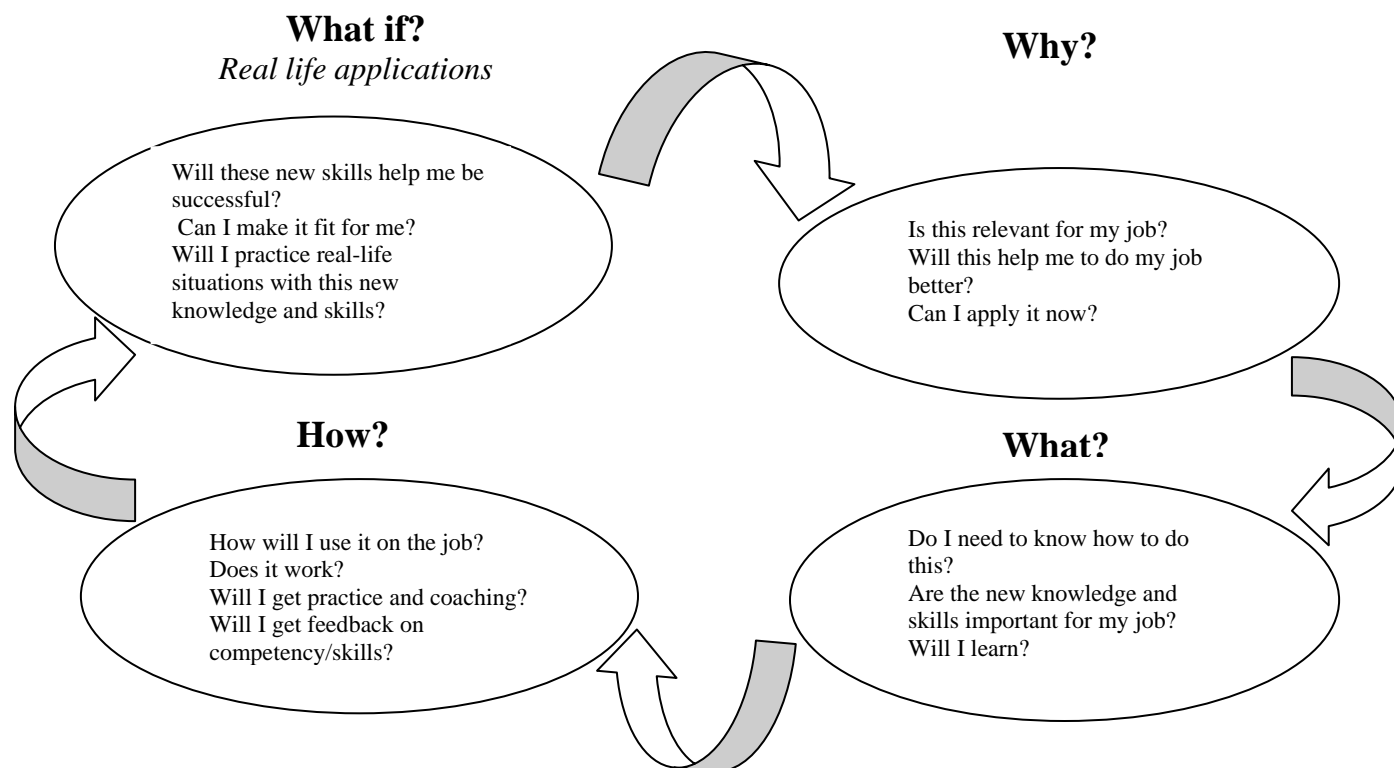 What if?
Real life applications
Will these new skills help me be
successful?
Can I make it fit for me?
Will I practice real-life
situations with this new
knowledge and skills?
Why?
Is this relevant for my job?
Will this help me to do my job
better?
Can I apply it now?
How?
How will I use it on the job?
Does it work?
Will I get practice and coaching?
Will I get feedback on
competency/skills?
What?
Do I need to know how to do
this?
Are the new knowledge and
skills important for my job?
Will I learn?